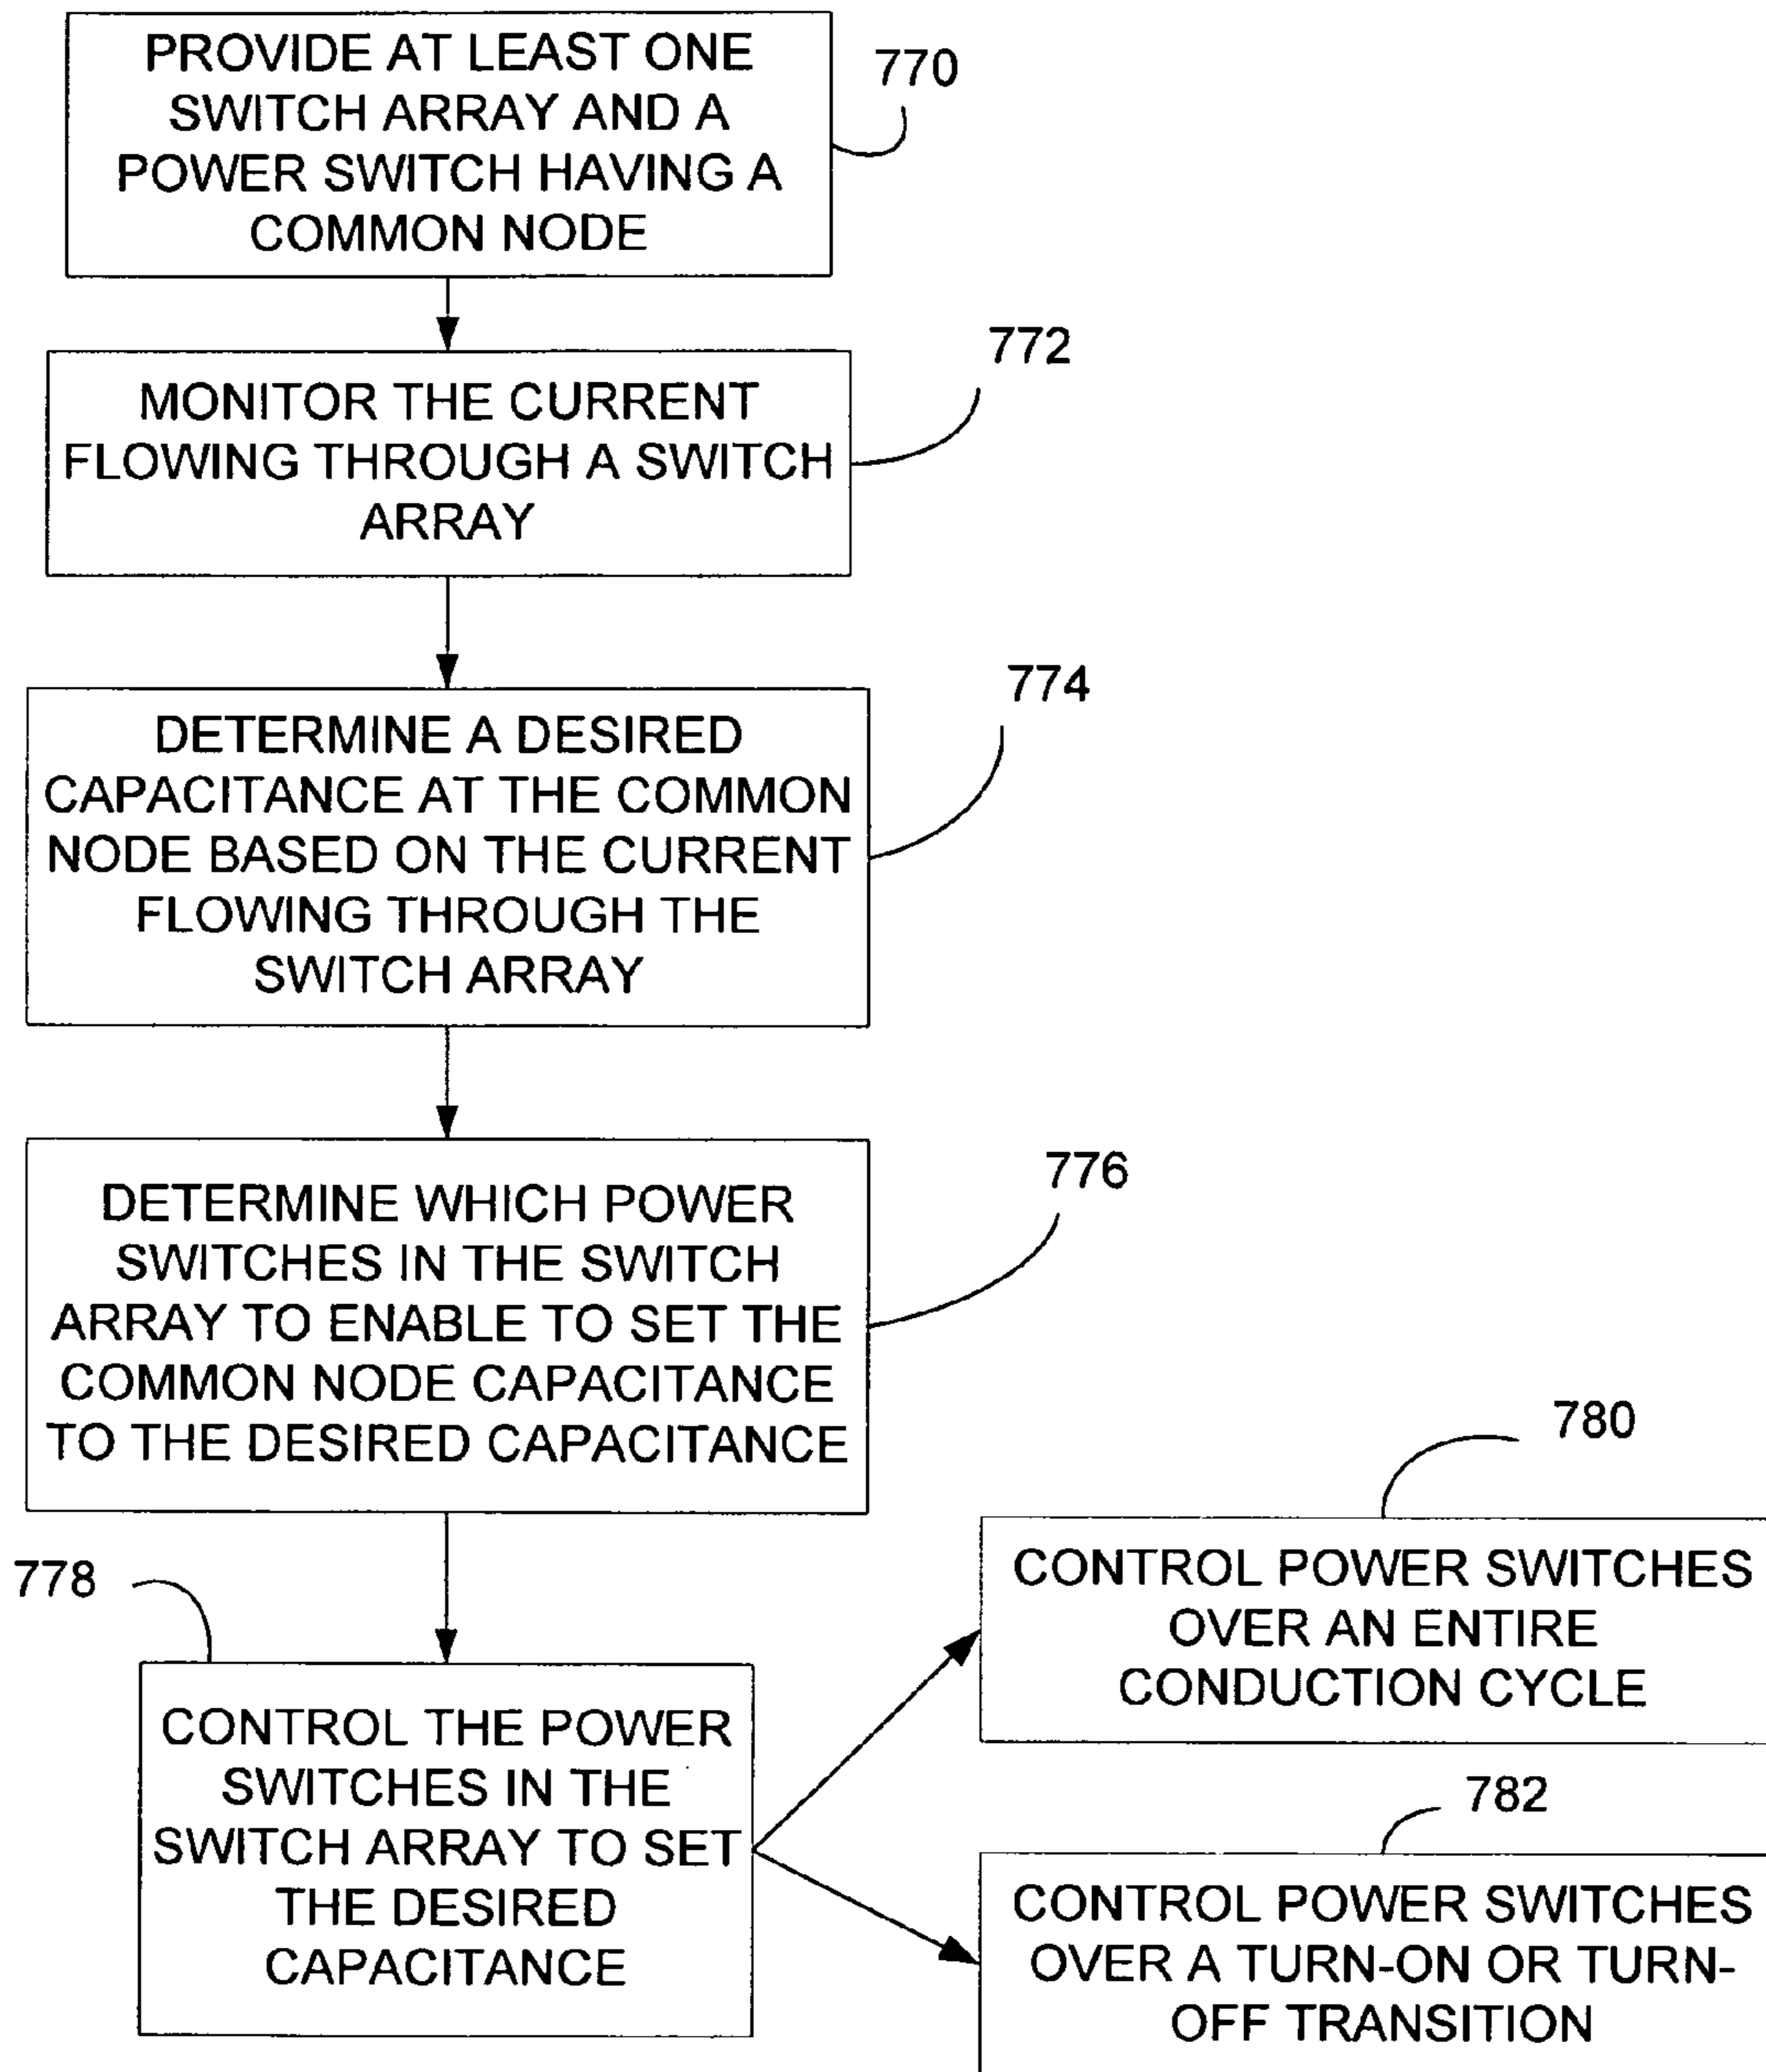 PROVIDE AT LEAST ONE
SWITCH ARRAY AND A
POWER SWITCH HAVING A
COMMON NODE
770
MONITOR THE CURRENT
FLOWING THROUGH A SWITCH
ARRAY
772
DETERMINE A DESIRED
CAPACITANCE AT THE COMMON
NODE BASED ON THE CURRENT
FLOWING THROUGH THE
SWITCH ARRAY
774
DETERMINE WHICH POWER
SWITCHES IN THE SWITCH
ARRAY TO ENABLE TO SET THE
COMMON NODE CAPACITANCE
TO THE DESIRED CAPACITANCE
776
778
CONTROL THE POWER
SWITCHES IN THE
SWITCH ARRAY TO SET
THE DESIRED
CAPACITANCE
780
CONTROL POWER SWITCHES
OVER AN ENTIRE
CONDUCTION CYCLE
782
CONTROL POWER SWITCHES
OVER A TURN-ON OR TURN-
OFF TRANSITION